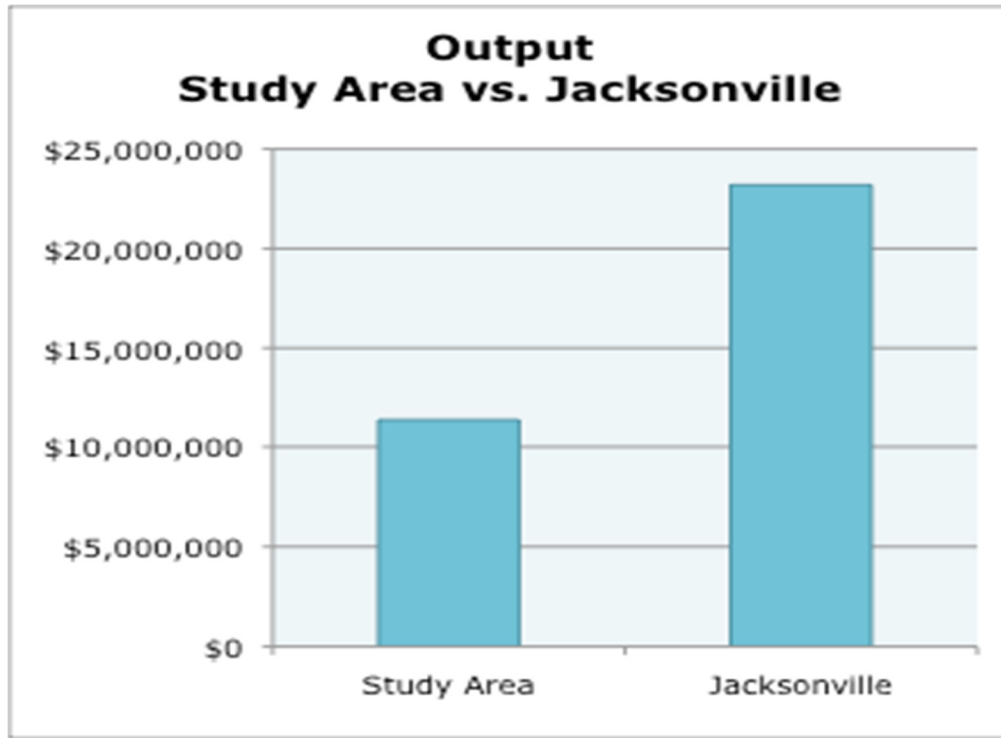 Output
Study Area vs. Jacksonville
$25,000,000
$20,000,000
$15,000,000
$10,000,000
$5,000,000
$0
Study Area
Jacksonville